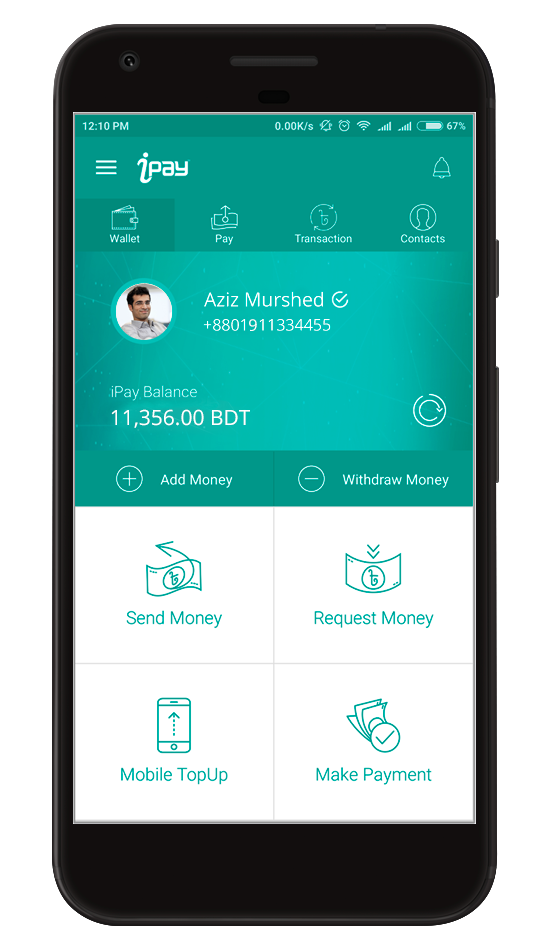 12:10 PM 0.00K/s 67%
ipay
Wallet Pay Transaction Contacts
Aziz Murshed
+8801911334455
iPay Balance
11,356.00 BDT
Add Money Withdraw Money
৳ ৳
Send Money Request Money
Mobile TopUp Make Payment